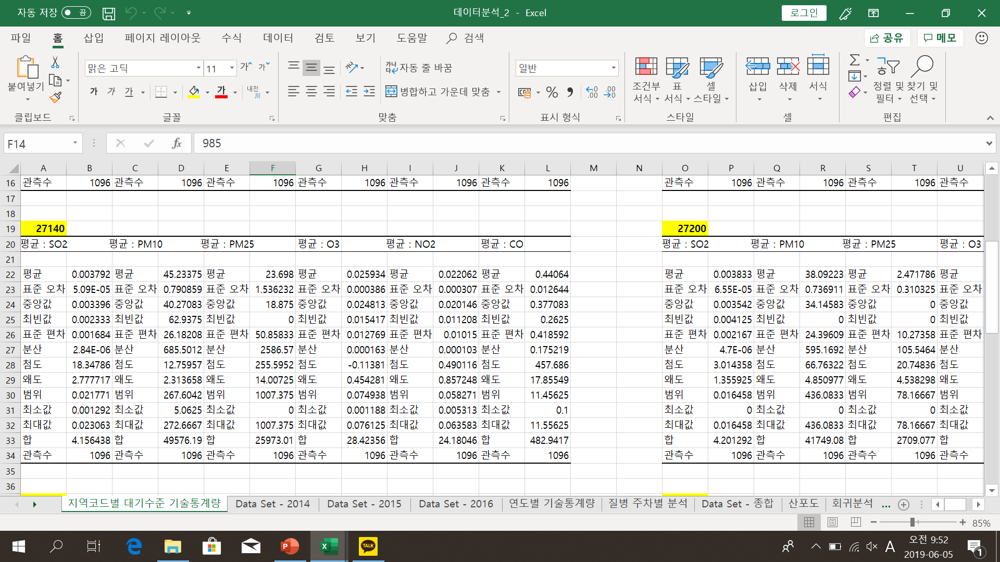 자동 저장 끔 데이터분석_2 - Excel 로그인
파일 홈 삽입 페이지 레이아웃 수식 데이터 검토 보기 도움말 검색 공유 메모
붙여넣기 맑은 고딕 11 가 가 가나다 자동 줄 바꿈 일반 조건부 서식 표 서식 셀 스타일 삽입 삭제 서식 정렬 및 필터 찾기 및 선택
가 가 가 가 내천 병합하고 가운데 맞춤 % , .00
클립보드 글꼴 맞춤 표시 형식 스타일 셀 편집
F14 fx 985
A B C D E F G H I J K L M N O P Q R S T U
16 관측수 1096 관측수 1096 관측수 1096 관측수 1096 관측수 1096 관측수 1096 관측수 1096 관측수 1096 관측수 1096 관측수
17
18
19 27140 27200
20 평균 : SO2 평균 : PM10 평균 : PM25 평균 : O3 평균 : NO2 평균 : CO 평균 : SO2 평균 : PM10 평균 : PM25 평균 : O3
21
22 평균 0.003792 평균 45.23375 평균 23.698 평균 0.025934 평균 0.022062 평균 0.44064 평균 0.003833 평균 38.09223 평균 2.471786 평균
23 표준 오차 5.09E-05 표준 오차 0.790859 표준 오차 1.536232 표준 오차 0.000386 표준 오차 0.000307 표준 오차 0.012644 표준 오차 6.55E-05 표준 오차 0.736911 표준 오차 0.310325 표준 오차
24 중앙값 0.003396 중앙값 40.27083 중앙값 18.875 중앙값 0.024813 중앙값 0.020146 중앙값 0.377083 중앙값 0.003542 중앙값 34.14583 중앙값 0 중앙값
25 최빈값 0.002333 최빈값 62.9375 최빈값 0 최빈값 0.015417 최빈값 0.011208 최빈값 0.2625 최빈값 0.004125 최빈값 0 최빈값 0 최빈값
26 표준 편차 0.001684 표준 편차 26.18208 표준 편차 50.85833 표준 편차 0.012769 표준 편차 0.01015 표준 편차 0.418592 표준 편차 0.002167 표준 편차 24.39609 표준 편차 10.27358 표준 편차
27 분산 2.84E-06 분산 685.5012 분산 2586.57 분산 0.000163 분산 0.000103 분산 0.175219 분산 4.7E-06 분산 595.1692 분산 105.5464 분산
28 첨도 18.34786 첨도 12.75957 첨도 255.5952 첨도 -0.11381 첨도 0.490116 첨도 457.686 첨도 3.014358 첨도 66.76322 첨도 20.74836 첨도
29 왜도 2.777717 왜도 2.313658 왜도 14.00725 왜도 0.454281 왜도 0.857248 왜도 17.85549 왜도 1.355925 왜도 4.850977 왜도 4.538298 왜도
30 범위 0.021771 범위 267.6042 범위 1007.375 범위 0.074938 범위 0.058271 범위 11.45625 범위 0.016458 범위 436.0833 범위 78.16667 범위
31 최소값 0.001292 최소값 5.0625 최소값 0 최소값 0.001188 최소값 0.005313 최소값 0.1 최소값 0 최소값 0 최소값 0 최소값
32 최대값 0.023063 최대값 272.6667 최대값 1007.375 최대값 0.076125 최대값 0.063583 최대값 11.55625 최대값 0.016458 최대값 436.0833 최대값 78.16667 최대값
33 합 4.156438 합 49576.19 합 25973.01 합 28.42356 합 24.18046 합 482.9417 합 4.201292 합 41749.08 합 2709.077 합
34 관측수 1096 관측수 1096 관측수 1096 관측수 1096 관측수 1096 관측수 1096 관측수 1096 관측수 1096 관측수 1096 관측수
35
36
지역코드별 대기수준 기술통계량 Data Set - 2014 Data Set - 2015 Data Set - 2016 연도별 기술통계량 질병 주차별 분석 Data Set - 종합 산포도 회귀분석 ...
85%
P X TALK A 오전 9:52
2019-06-05 1